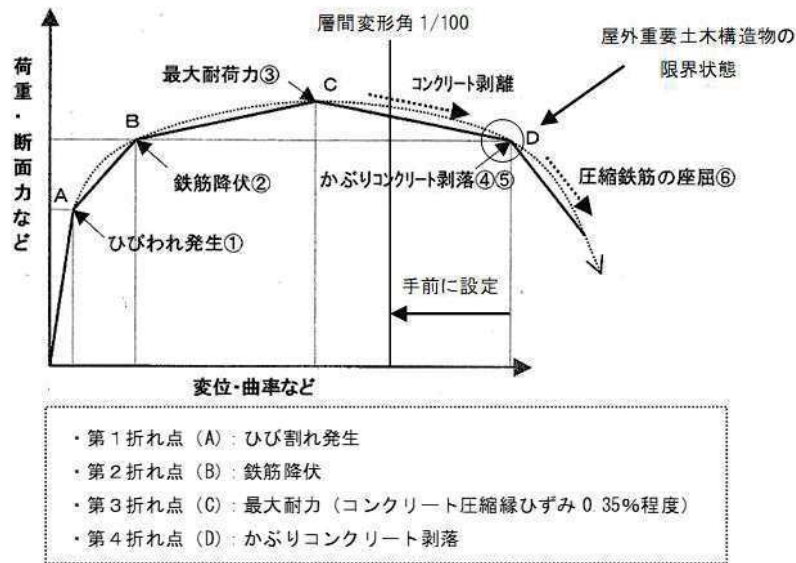 層間変形角 1/100
屋外重要土木構造物の
限界状態
荷重・断面力など
最大耐荷力③
C
コンクリート剥離
B
D
鉄筋降伏②
かぶりコンクリート剥落④⑤
圧縮鉄筋の座屈⑥
A
ひびわれ発生①
手前に設定
変位・曲率など
・第1折れ点（A）：ひび割れ発生
・第2折れ点（B）：鉄筋降伏
・第3折れ点（C）：最大耐力（コンクリート圧縮縁ひずみ 0.35%程度）
・第4折れ点（D）：かぶりコンクリート剥落